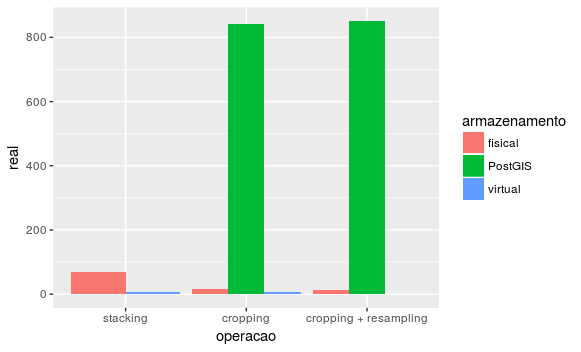 800
600
400
200
0
real
stacking
cropping
cropping + resampling
operacao
armazenamento
fisical
PostGIS
virtual